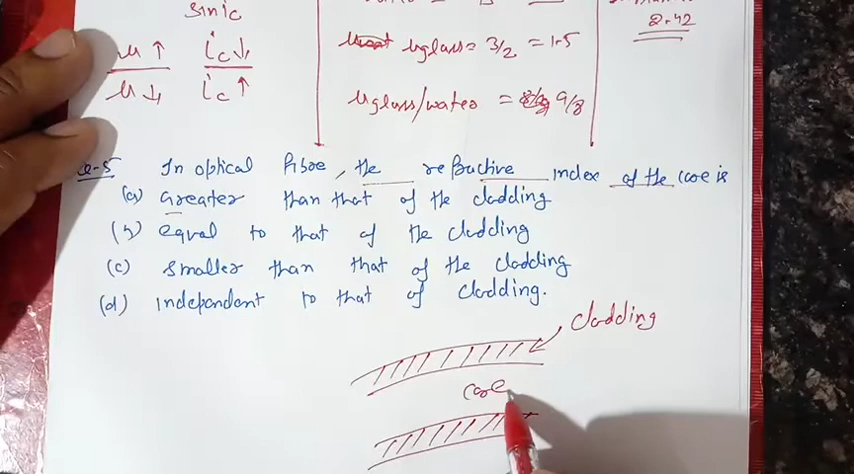 sin ic
μ ↑ ic ↓
μ ↓ ic ↑
μglass = 3/2 = 1.5
μglass/water = 9/8
2.42
Q-5 In optical fibre, the refractive index of the core is
(a) Greater than that of the cladding
(b) equal to that of the cladding
(c) smaller than that of the cladding
(d) independent to that of cladding.
cladding
core